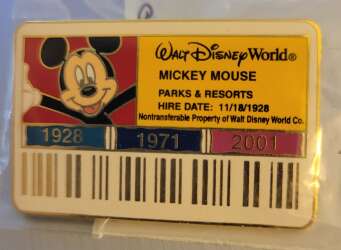 Walt Disney World®
MICKEY MOUSE
PARKS & RESORTS
HIRE DATE: 11/18/1928
Nontransferable Property of Walt Disney World Co.
1928 1971 2001